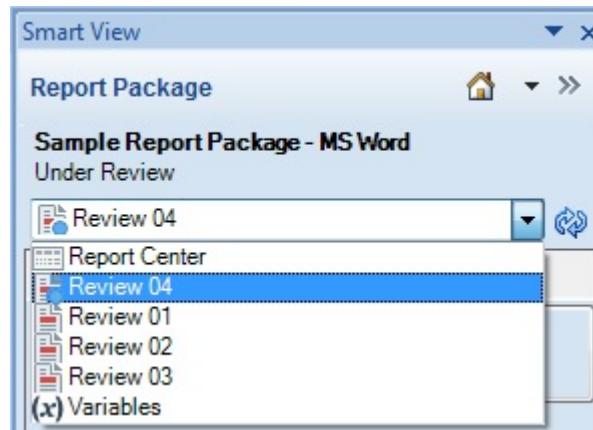 Smart View
Report Package
Sample Report Package - MS Word
Under Review
Review 04
Report Center
Review 04
Review 01
Review 02
Review 03
(x) Variables